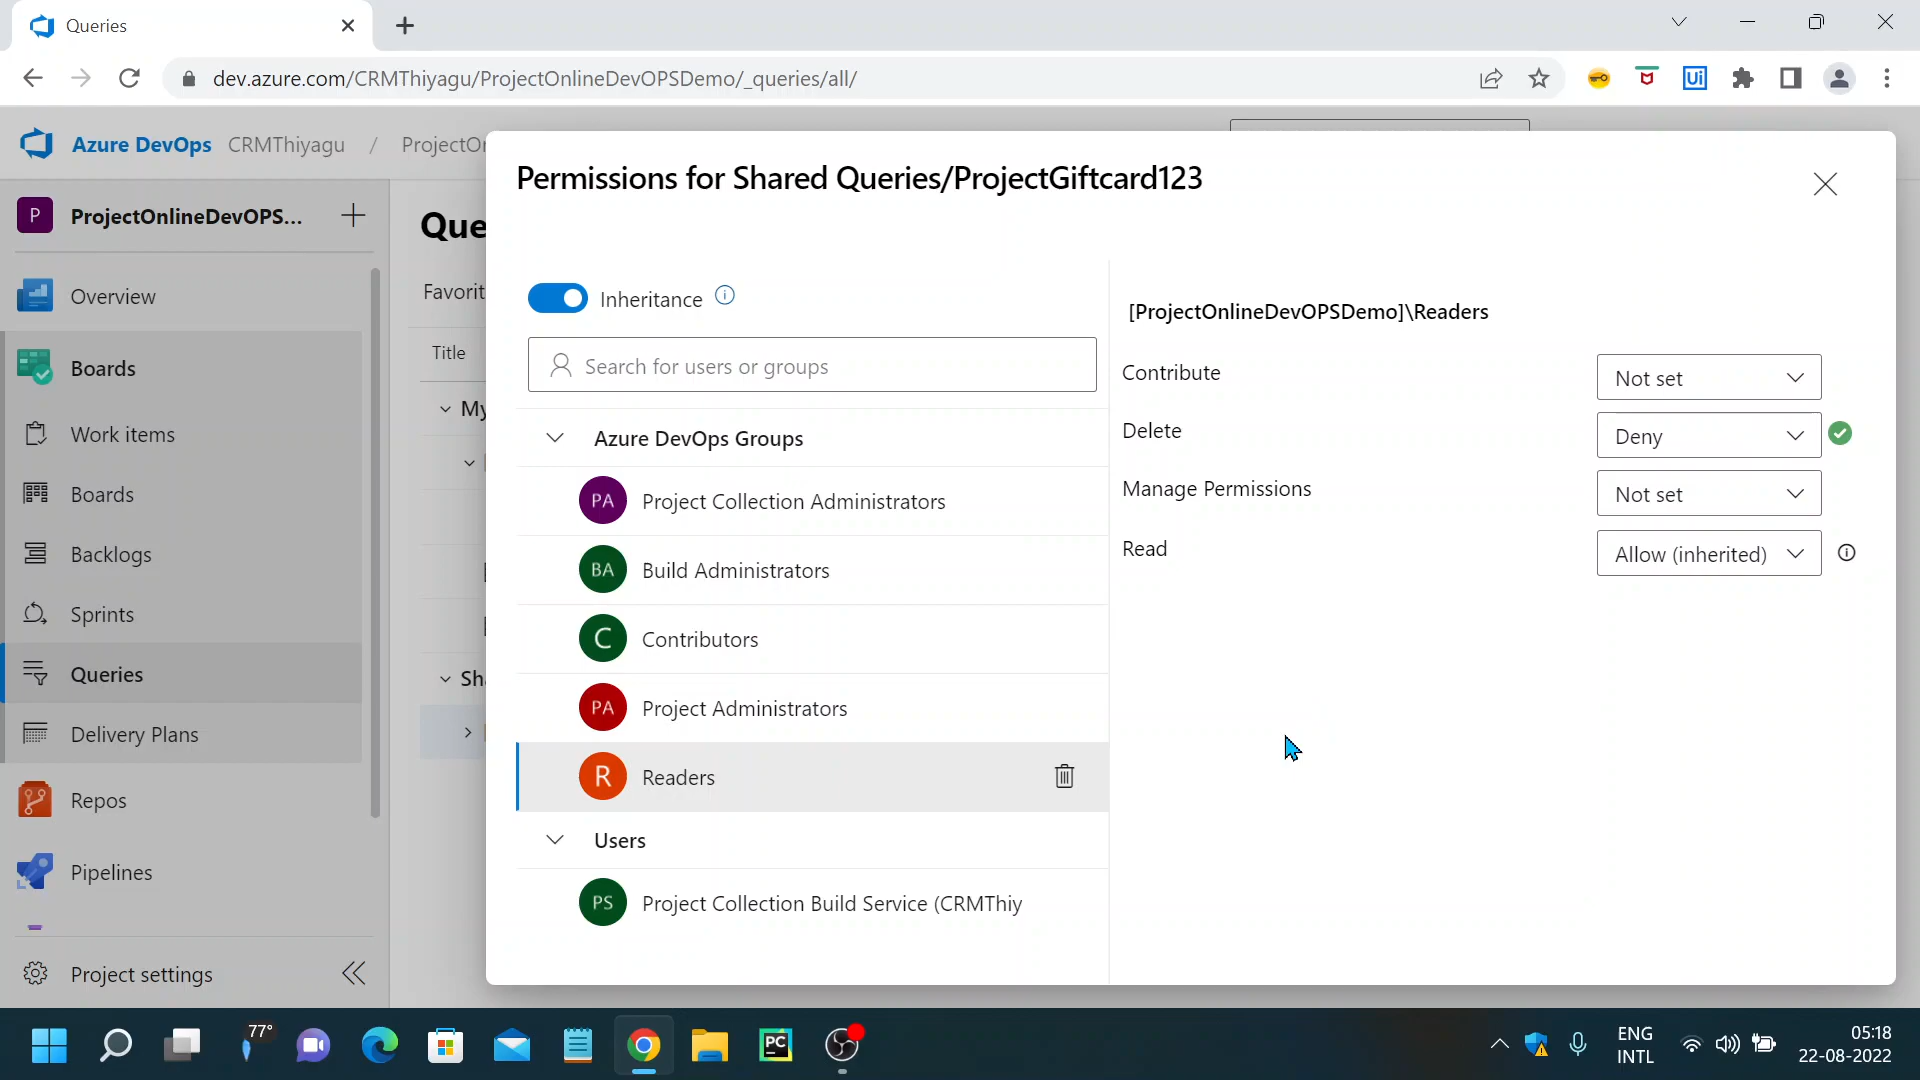 Queries
dev.azure.com/CRMThiyagu/ProjectOnlineDevOPSDemo/_queries/all/
Ui
Azure DevOps CRMThiyagu / ProjectOn
P ProjectOnlineDevOPS...
Overview
Boards
Work items
Boards
Backlogs
Sprints
Queries
Delivery Plans
Repos
Pipelines
Project settings
Que
Favorit
Title
My
Sha
Permissions for Shared Queries/ProjectGiftcard123
Inheritance
Search for users or groups
Azure DevOps Groups
PA Project Collection Administrators
BA Build Administrators
C Contributors
PA Project Administrators
R Readers
Users
PS Project Collection Build Service (CRMThiy
[ProjectOnlineDevOPSDemo]\Readers
Contribute Not set
Delete Deny
Manage Permissions Not set
Read Allow (inherited)
77°
PC
ENG
INTL
05:18
22-08-2022